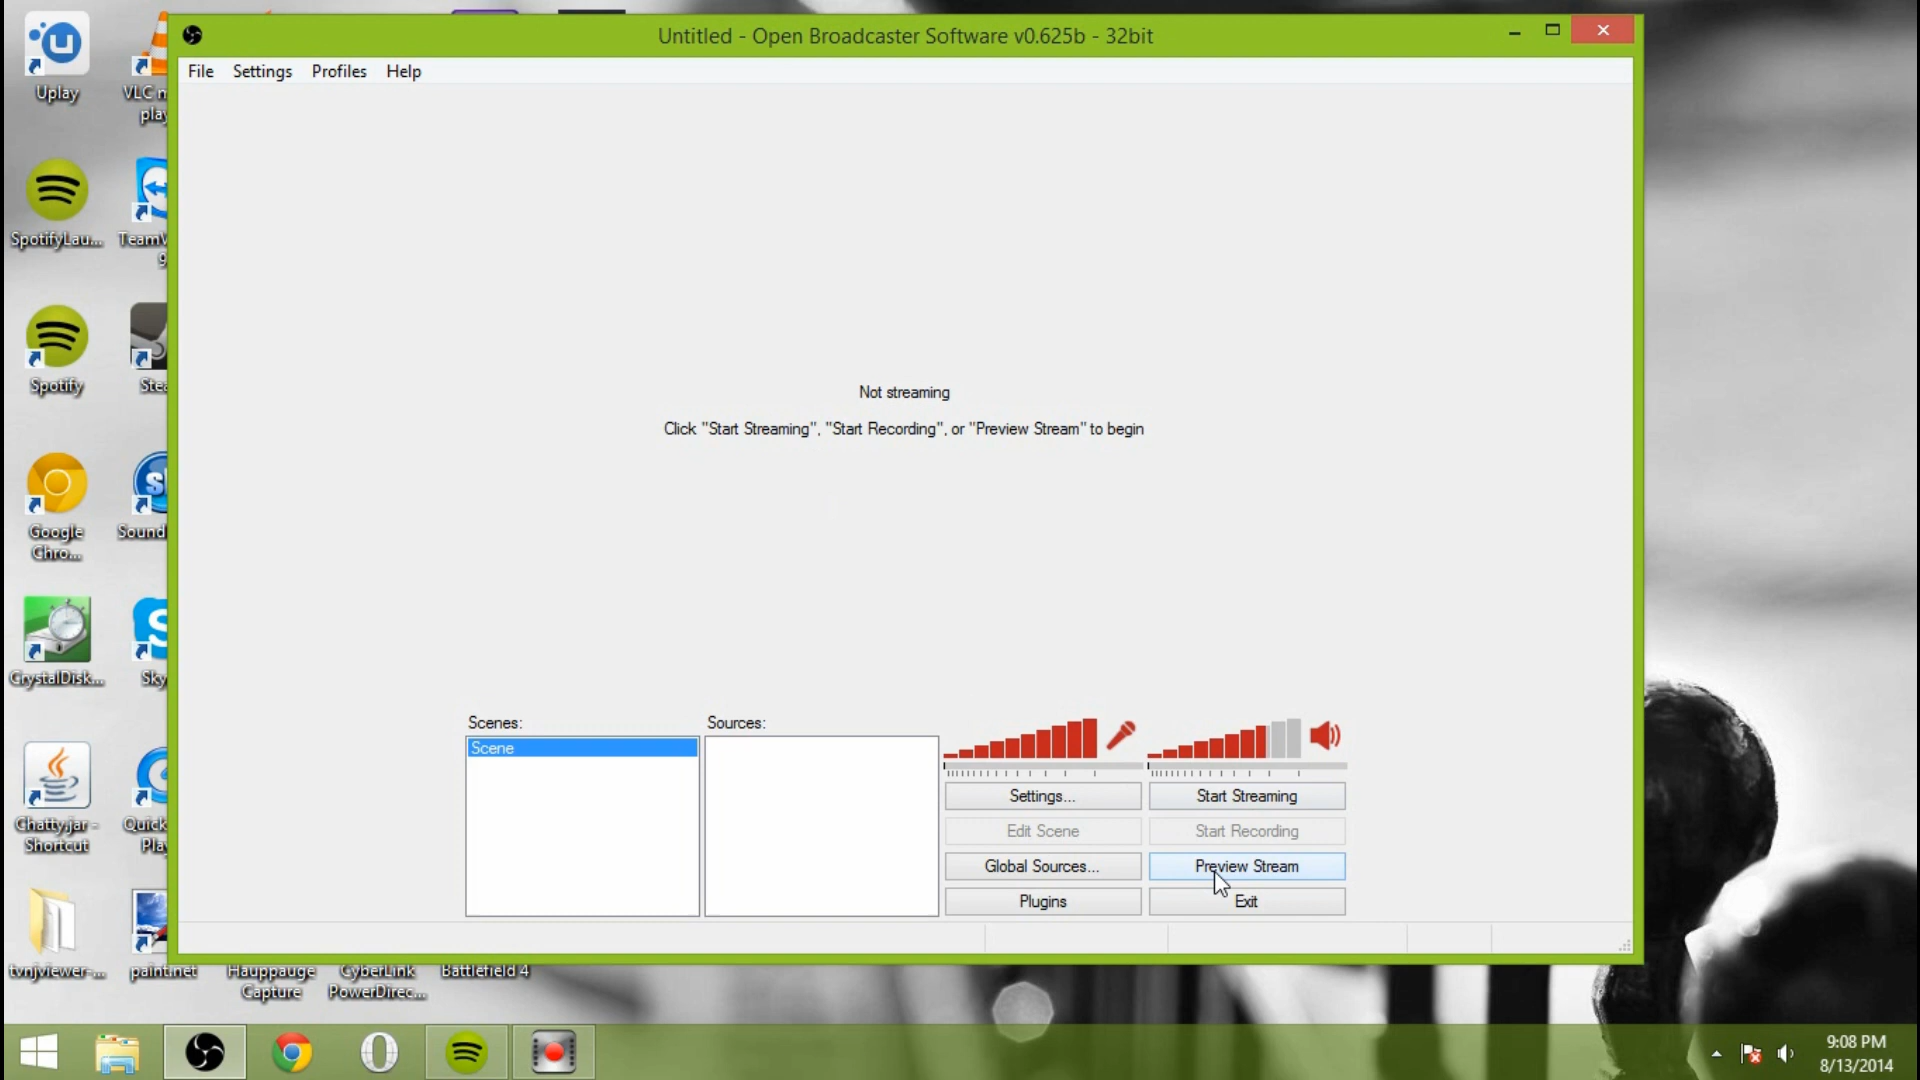 Untitled - Open Broadcaster Software v0.625b - 32bit
File Settings Profiles Help
Not streaming
Click "Start Streaming", "Start Recording", or "Preview Stream" to begin
Scenes:
Scene
Sources:
Settings...
Start Streaming
Edit Scene
Start Recording
Global Sources...
Preview Stream
Plugins
Exit
Uplay
VLC
play
SpotifyLau...
TeamV
9
Spotify
Stea
Google
Chro...
Sound
CrystalDisk...
Sky
Chatty.jar -
Shortcut
Quick
Pla
tvnjviewer-...
paint.net
Hauppauge
Capture
CyberLink
PowerDirec...
Battlefield 4
9:08 PM
8/13/2014